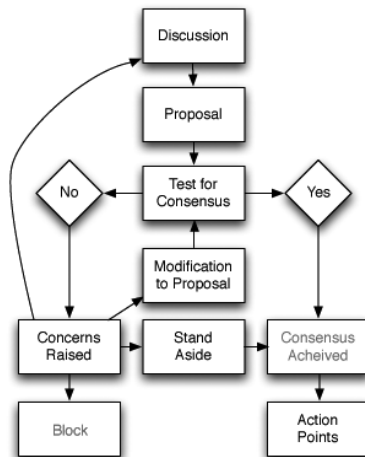 Discussion
Proposal
No
Test for
Consensus
Yes
Modification
to Proposal
Concerns
Raised
Stand
Aside
Consensus
Acheived
Block
Action
Points